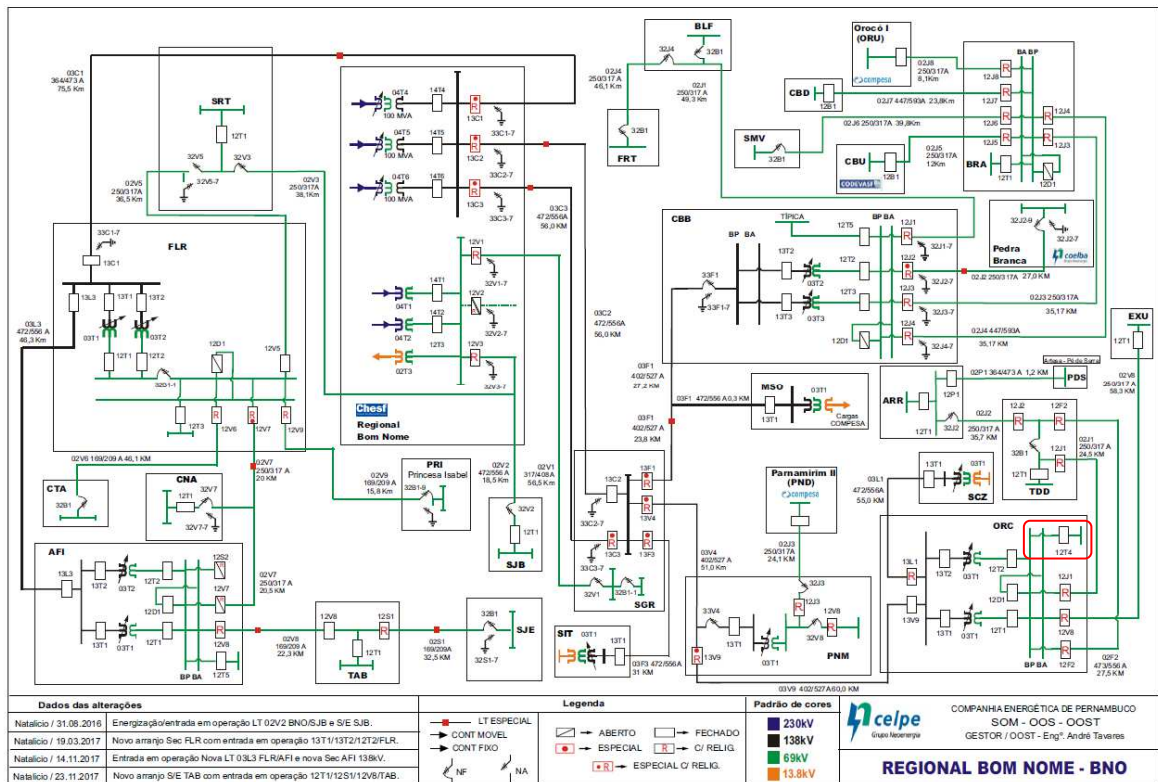 BLF
32J4
32B1
02J4
250/317 A
46,1 Km
02J1
250/317 A
49,3 Km
32B1
FRT
Orocó I
(ORU)
compesa
02J8
250/317 A
8,1Km
BA BP
12J8
12J7
12J6
12J5
12J4
12J3
BRA
12T1
12D1
CBD
12B1
02J7 447/593A 23,8Km
02J6 250/317A 39,8Km
SMV
32B1
CBU
12B1
CODEVASF
02J5
250/317A
12Km
03C1
364/473 A
75,5 Km
SRT
12T1
32V5
32V3
32V5-7
02V5
250/317A
36,5 Km
02V3
250/317A
38,1Km
04T4
100 MVA
14T4
13C1
33C1-7
04T5
100 MVA
14T5
13C2
33C2-7
04T6
100 MVA
14T6
13C3
33C3-7
03C3
472/556A
56,0 KM
12V1
32V1-7
04T1
14T1
12V2
32V2-7
04T2
14T2
02T3
12T3
12V3
32V3-7
Chesf
Regional
Bom Nome
33C1-7
FLR
13C1
13L3
13T1
13T2
03T1
03T2
12T1
12T2
12D1
32D1-1
12V5
12T3
12V6
12V7
12V9
03L3
472/556 A
46,3 Km
02V6 169/209 A 46,1 KM
02V7
250/317 A
20 KM
02V9
169/209 A
15,8 Km
PRI
Princesa Isabel
32B1-9
CTA
32B1
CNA
12T1
32V7
32V7-7
02V2
472/556 A
18,5 Km
02V1
317/408 A
56,5 Km
32V2
12T1
SJB
03C2
472/556A
56,0 KM
CBB
BP BA
TÍPICA
BP BA
12T5
12J1
32J1-7
33F1
33F1-7
13T2
03T2
12T2
12J2
32J2-7
13T3
03T3
12T3
12J3
32J3-7
12D1
12J4
32J4-7
32J2-9
32J2-7
Pedra
Branca
coelba
02J2 250/317A 27,0 KM
02J3 250/317A
35,17 KM
02J4 447/593A
35,17 KM
03F1
402/527 A
27,2 KM
03F1 472/556 A0,3 KM
MSO
13T1
03T1
Cargas
COMPESA
03F1
402/527 A
23,8 KM
EXU
12T1
02V8
250/317 A
58,3 KM
PDS
02P1 364/473 A 1,2 KM
ARR
12P1
12T1
32J2
02J2
250/317 A
35,7 KM
12J2
12F2
32B1
12J1
12T1
TDD
02J1
250/317 A
24,5 KM
13C2
13F1
33C2-7
13V4
13C3
13F3
33C3-7
32V1
32B1-1
SGR
Parnamirim II
(PND)
compesa
02J3
250/317A
24,1 KM
03V4
402/527 A
51,0 Km
03L1
472/556A
55,0 KM
13T1
03T1
SCZ
ORC
12T4
13L1
13T2
03T1
12T2
12D1
12J1
13V9
13T1
03T1
12T1
12V8
BP BA
12F2
02F2
473/556A
27,5 KM
33V4
13T1
03T1
32J3
12J3
12V8
32V8
PNM
13V9
03V9 402/527A60,0 KM
AFI
13L3
13T2
03T2
12T2
12S2
12D1
12V7
13T1
03T1
12T1
12V8
BP BA
12T5
02V7
250/317 A
20,5 KM
02V8
169/209 A
22,3 KM
12V8
12S1
12T1
TAB
02S1
169/209A
32,5 KM
32B1
SJE
32S1-7
SIT
03T1
13T1
03F3 472/556A
31 KM
Dados das alterações
Natalicio / 31.08.2016 Energização/entrada em operação LT 02V2 BNO/SJB e S/E SJB.
Natalicio / 19.03.2017 Novo arranjo Sec FLR com entrada em operação 13T1/13T2/12T2/FLR.
Natalicio / 14.11.2017 Entrada em operação Nova LT 03L3 FLR/AFI e nova Sec AFI 138kV.
Natalicio / 23.11.2017 Novo arranjo S/E TAB com entrada em operação 12T1/12S1/12V8/TAB.
Legenda
LT ESPECIAL
CONT MOVEL
CONT FIXO
NF
NA
ABERTO
FECHADO
ESPECIAL
R C/ RELIG.
R ESPECIAL C/ RELIG.
Padrão de cores
230kV
138kV
69kV
13.8kV
celpe
Grupo Neoenergia
COMPANHIA ENERGÉTICA DE PERNAMBUCO
SOM - OOS - OOST
GESTOR / OOST - Engº. André Tavares
REGIONAL BOM NOME - BNO